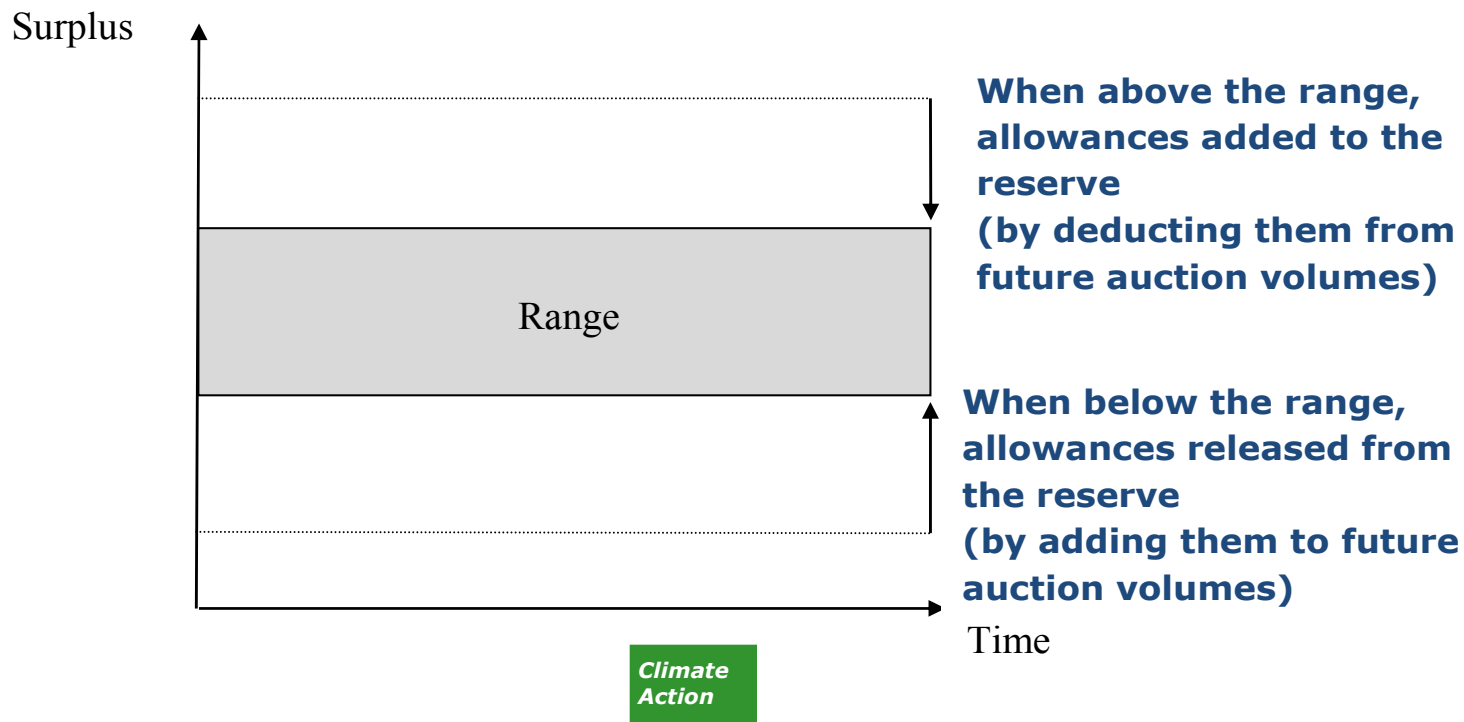 Surplus
When above the range,
allowances added to the
reserve
(by deducting them from
future auction volumes)
Range
When below the range,
allowances released from
the reserve
(by adding them to future
auction volumes)
Time
Climate
Action